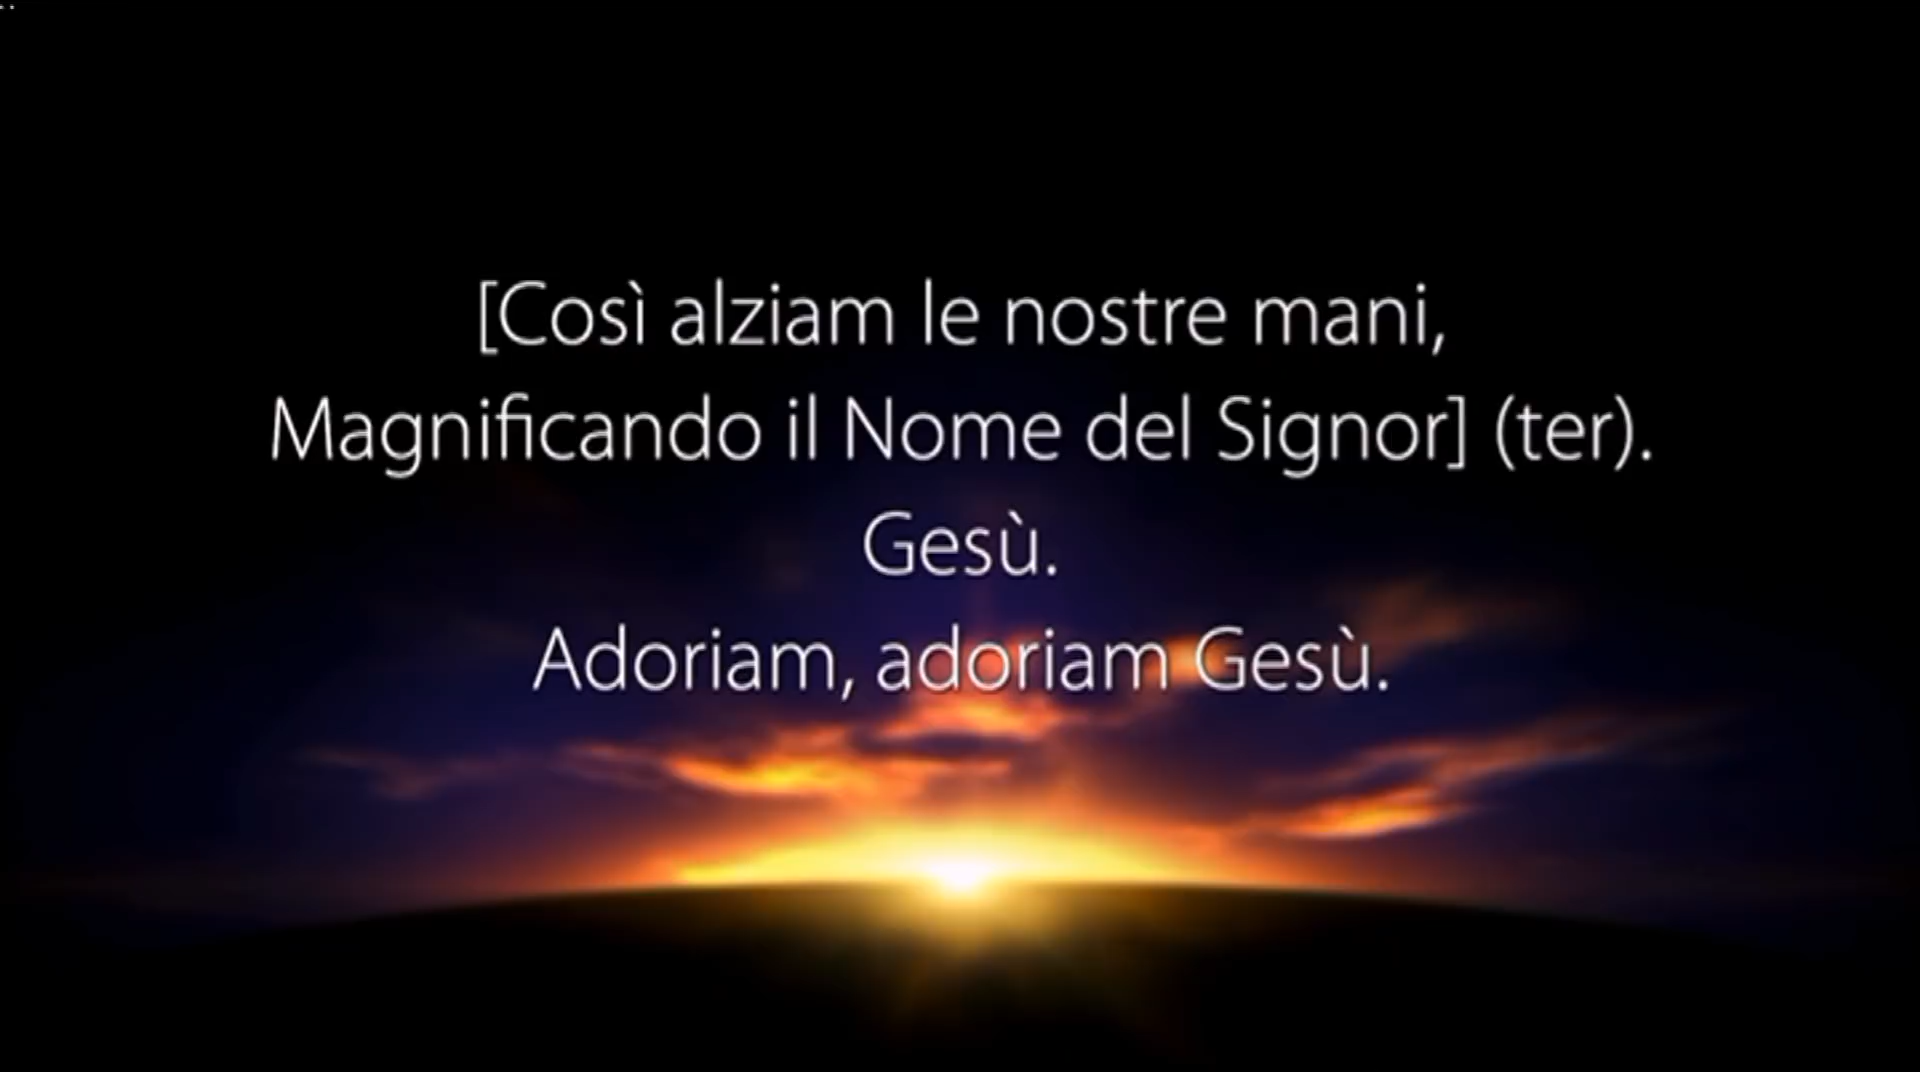 [Così alziam le nostre mani,
Magnificando il Nome del Signor] (ter).
Gesù.
Adoriam, adoriam Gesù.